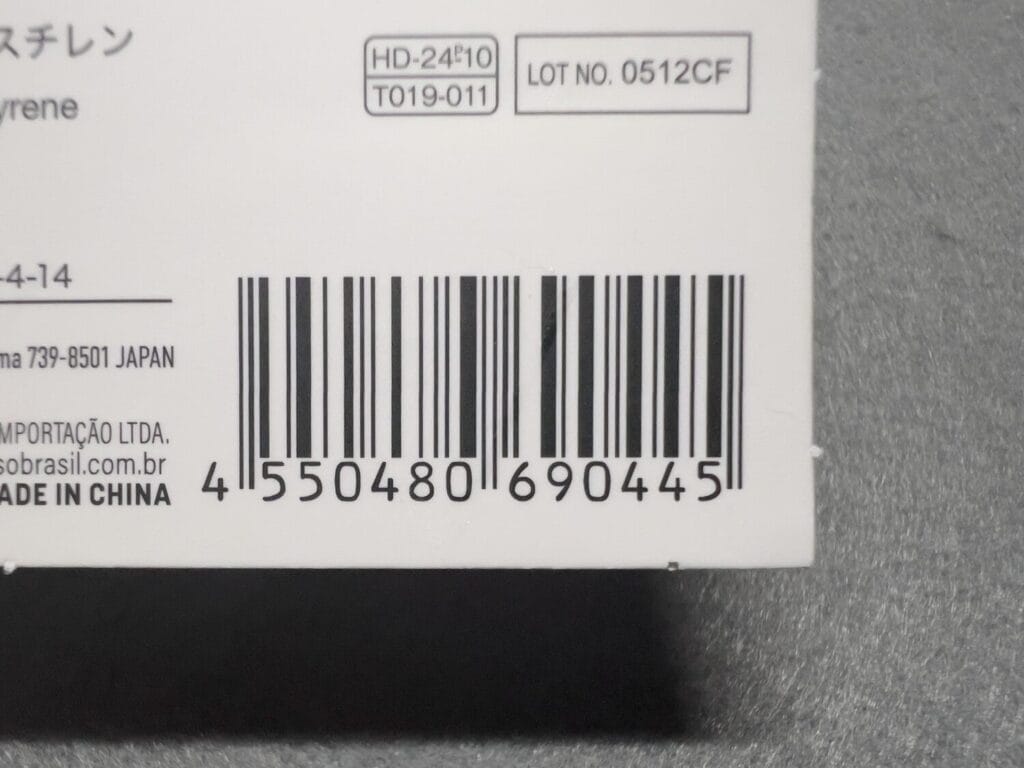 スチレン
yrene
HD-24P10
T019-011
LOT NO. 0512CF
-4-14
ma 739-8501 JAPAN
MPORTAÇÃO LTDA.
sobrasil.com.br
ADE IN CHINA
4 550480 690445